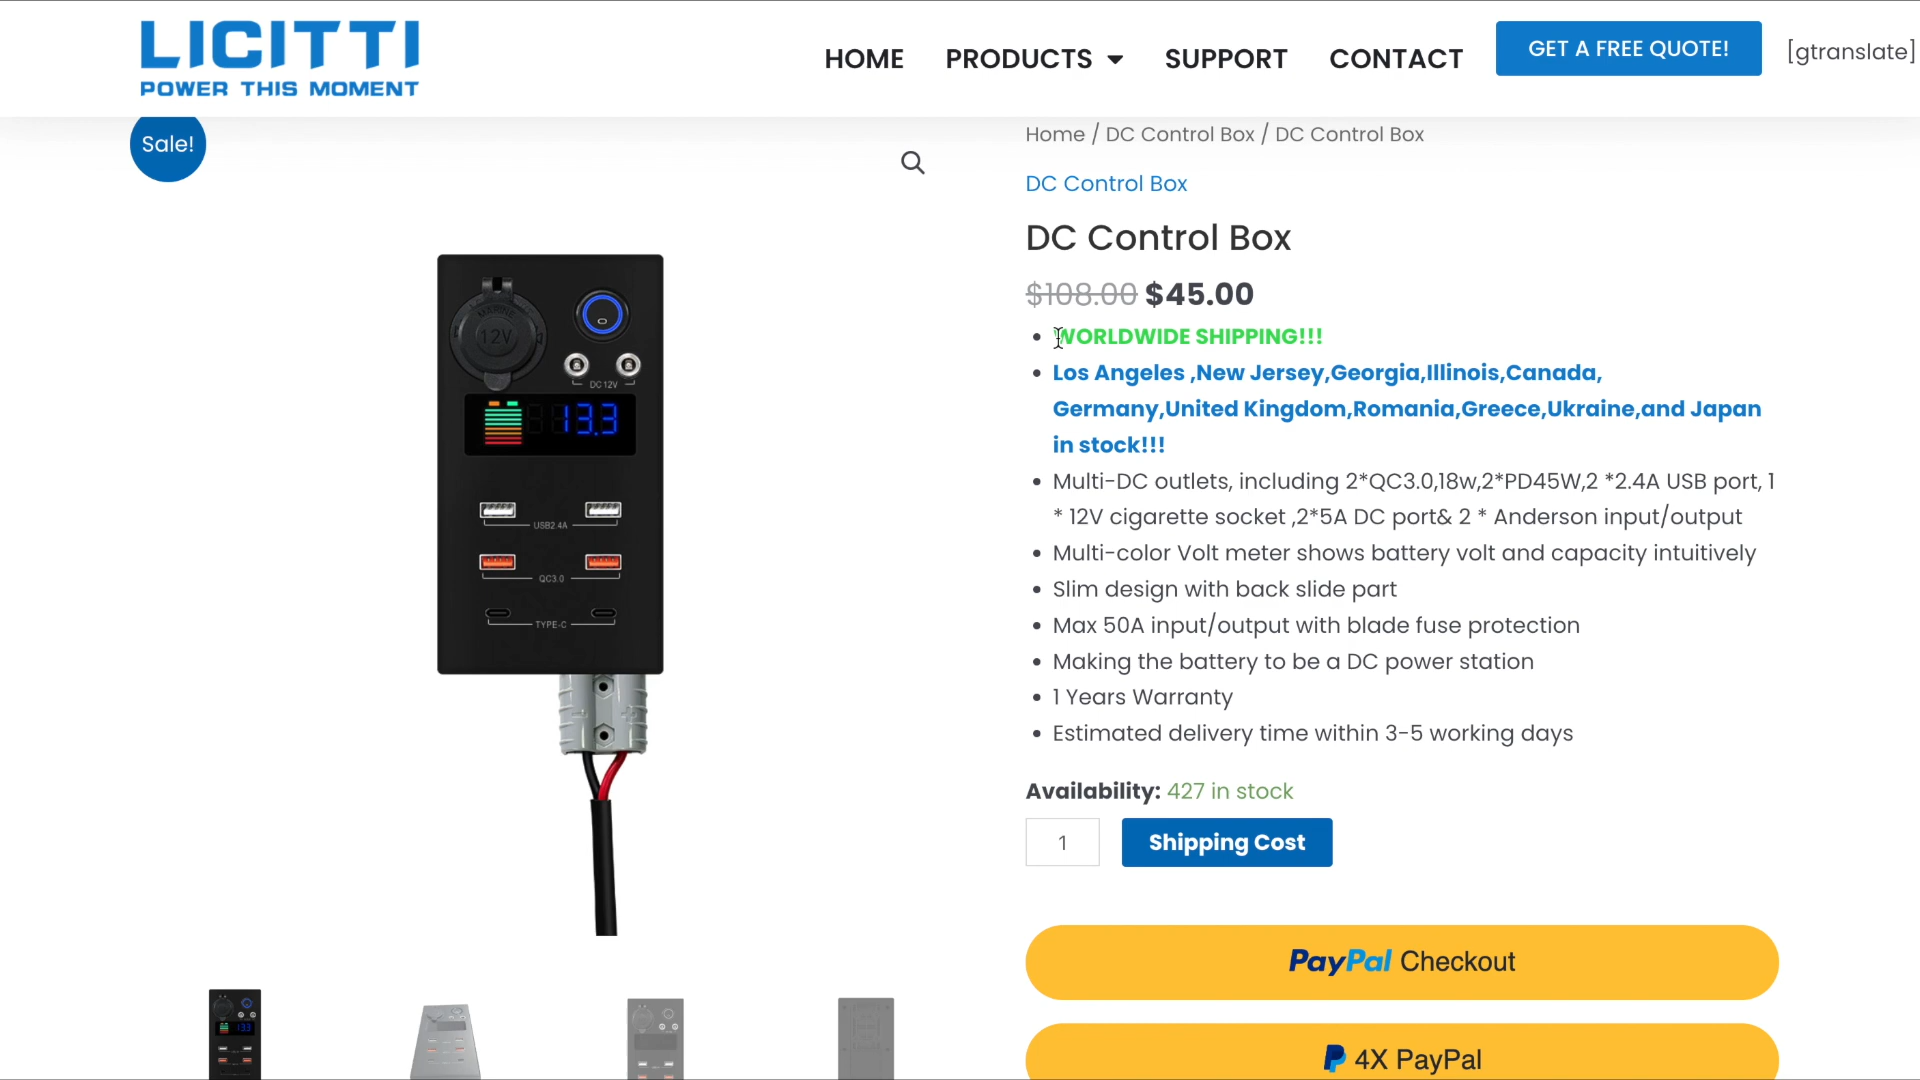 LICITTI
POWER THIS MOMENT
HOME
PRODUCTS
SUPPORT
CONTACT
GET A FREE QUOTE!
[gtranslate]
Sale!
Home / DC Control Box / DC Control Box
DC Control Box
DC Control Box
$108.00 $45.00
WORLDWIDE SHIPPING!!!
Los Angeles ,New Jersey,Georgia,Illinois,Canada,
Germany,United Kingdom,Romania,Greece,Ukraine,and Japan
in stock!!!
Multi-DC outlets, including 2*QC3.0,18w,2*PD45W,2 *2.4A USB port, 1
* 12V cigarette socket ,2*5A DC port& 2 * Anderson input/output
Multi-color Volt meter shows battery volt and capacity intuitively
Slim design with back slide part
Max 50A input/output with blade fuse protection
Making the battery to be a DC power station
1 Years Warranty
Estimated delivery time within 3-5 working days
Availability: 427 in stock
1
Shipping Cost
PayPal Checkout
4X PayPal
MARINE
12V
DC 12V
13.3
USB2.4A
QC3.0
TYPE-C